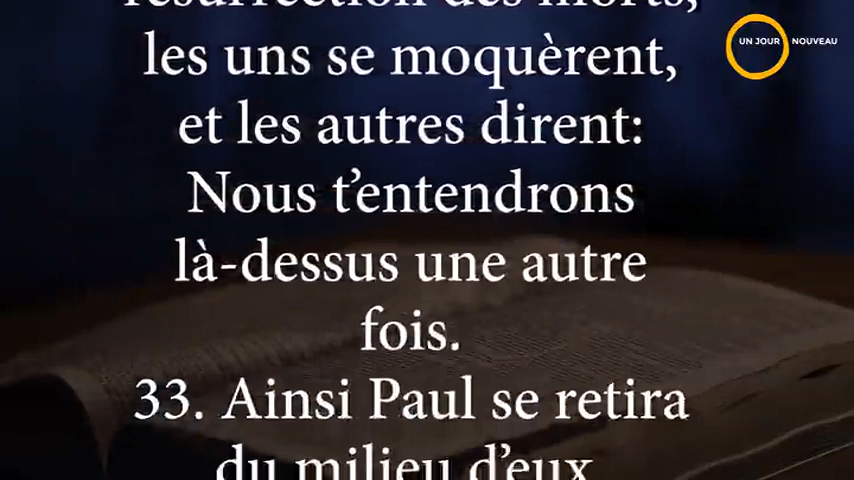 résurrection des morts,
les uns se moquèrent,
et les autres dirent:
Nous t'entendrons
là-dessus une autre
fois.
33. Ainsi Paul se retira
du milieu d'eux
UN JOUR NOUVEAU